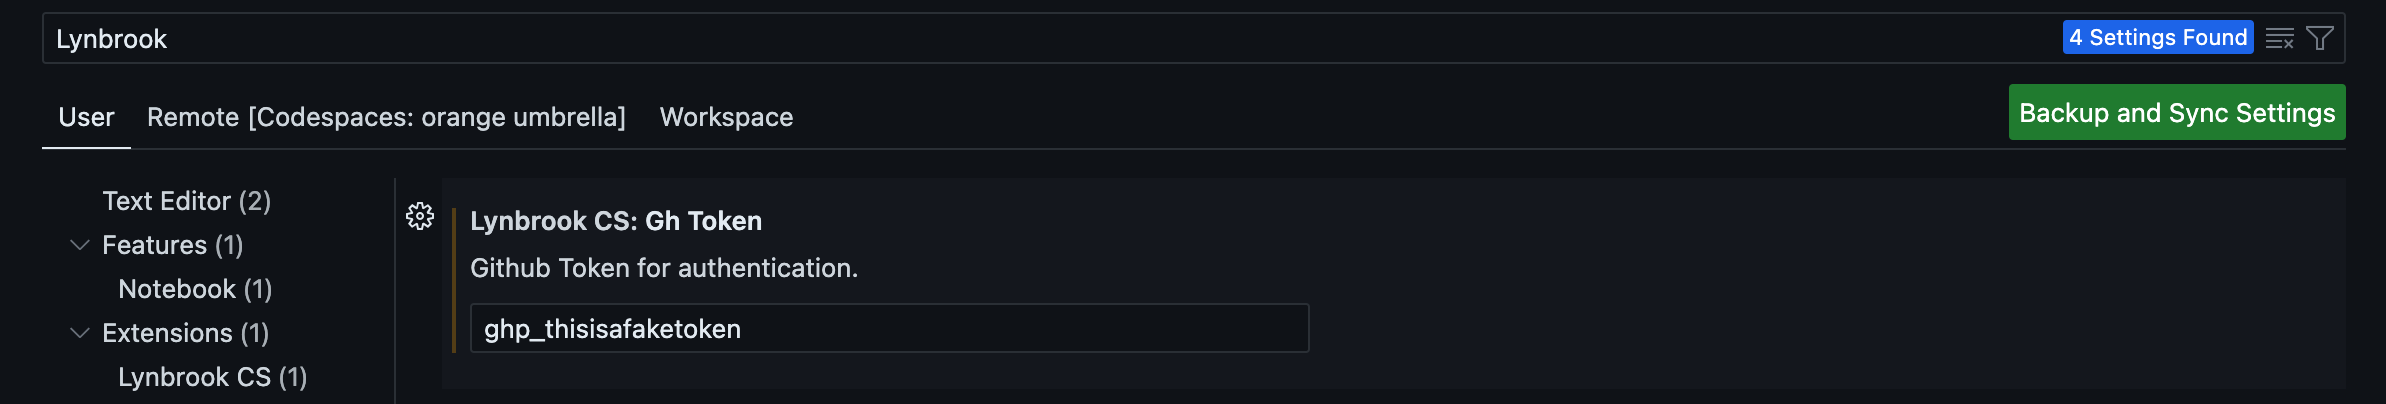 Lynbrook
4 Settings Found
User
Remote [Codespaces: orange umbrella]
Workspace
Backup and Sync Settings
Text Editor (2)
Features (1)
Notebook (1)
Extensions (1)
Lynbrook CS (1)
Lynbrook CS: Gh Token
Github Token for authentication.
ghp_thisisafaketoken